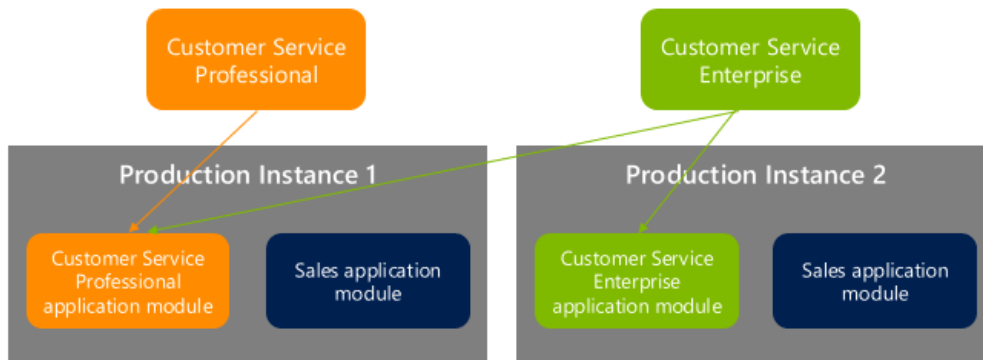 Customer Service
Professional
Customer Service
Enterprise
Production Instance 1
Customer Service
Professional
application module
Sales application
module
Production Instance 2
Customer Service
Enterprise
application module
Sales application
module